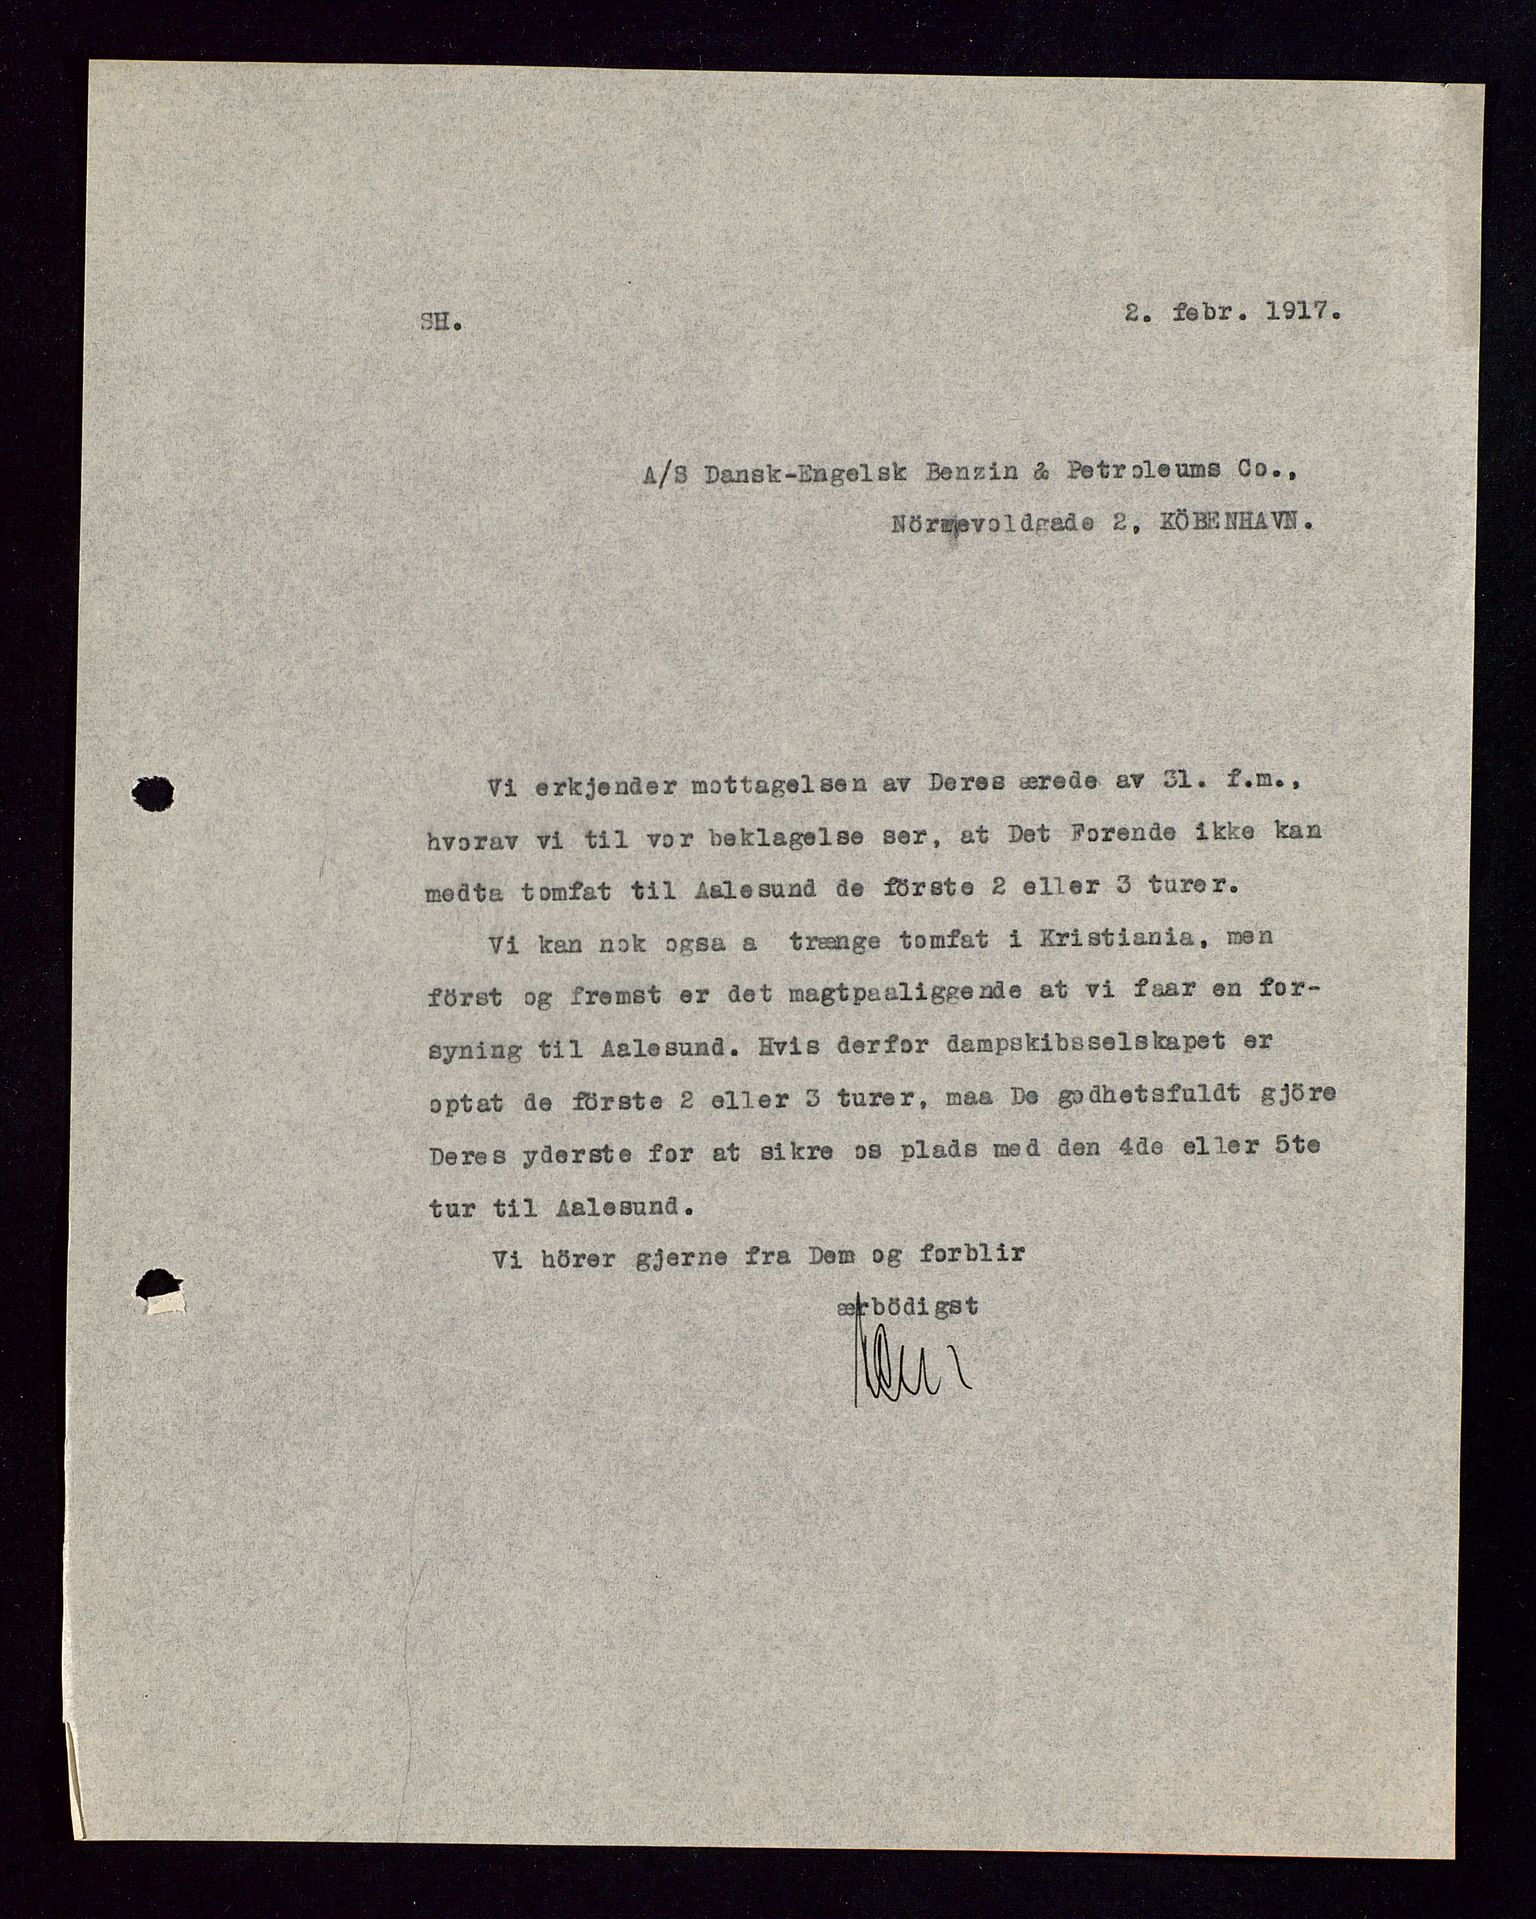 SH.
2. febr. 1917.
A/S Dansk-Engelsk Benzin & Petroleums Co.,
Nörrevoldgade 2, KÖBENHAVN.
Vi erkjender mottagelsen av Deres ærede av 31. f.m.,
hvorav vi til vor beklagelse ser, at Det Forende ikke kan
medta tomfat til Aalesund de förste 2 eller 3 turer.
Vi kan nok ogsa a trænge tomfat i Kristiania, men
först og fremst er det magtpaaliggende at vi faar en for-
syning til Aalesund. Hvis derfor dampskibsselskapet er
optat de förste 2 eller 3 turer, maa De godhetsfuldt gjöre
Deres yderste for at sikre os plads med den 4de eller 5te
tur til Aalesund.
Vi hörer gjerne fra Dem og forblir
ærbödigst